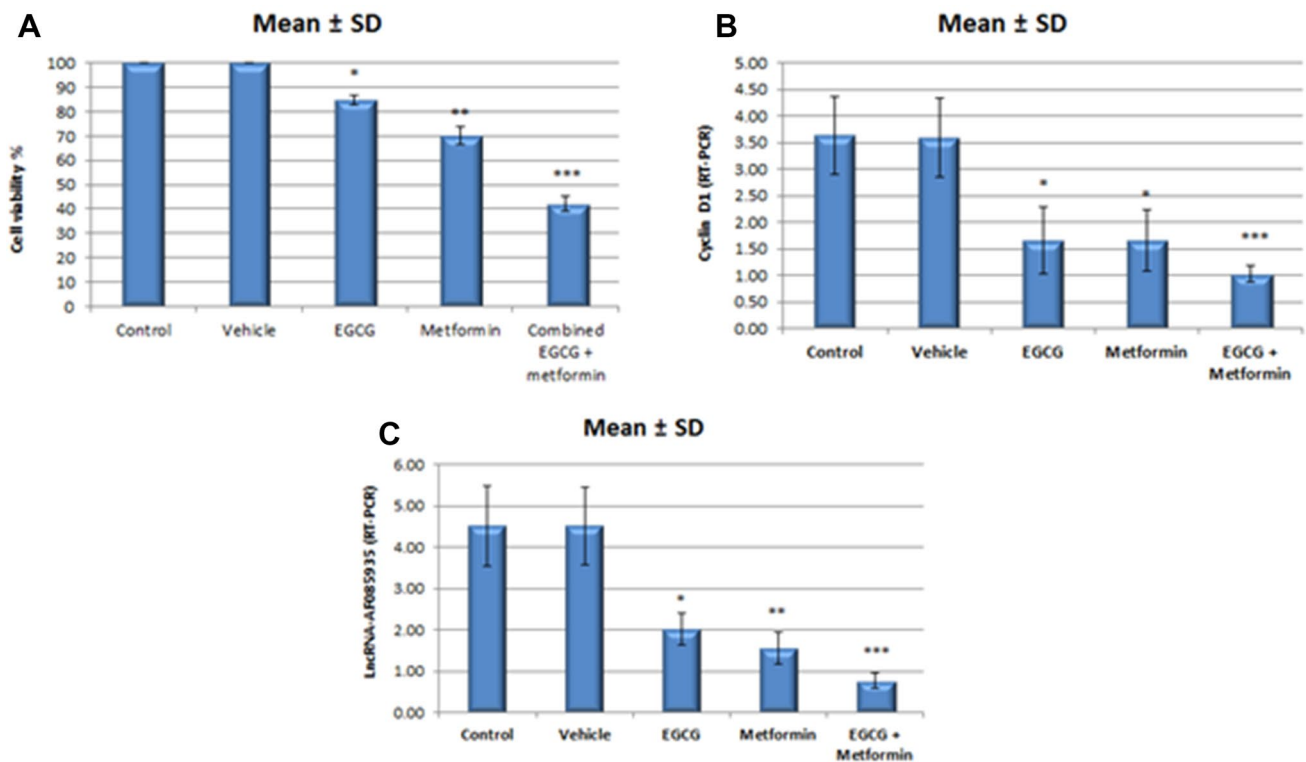 A
Mean ± SD
Cell viability %
100
90
80
70
60
50
40
30
20
10
0
*
**
***
Control
Vehicle
EGCG
Metformin
Combined
EGCG +
metformin
B
Mean ± SD
Cyclin D1 (RT-PCR)
5.00
4.50
4.00
3.50
3.00
2.50
2.00
1.50
1.00
0.50
0.00
*
*
***
Control
Vehicle
EGCG
Metformin
EGCG +
Metformin
C
Mean ± SD
LncRNA-AF085935 (RT-PCR)
6.00
5.00
4.00
3.00
2.00
1.00
0.00
*
**
***
Control
Vehicle
EGCG
Metformin
EGCG +
Metformin